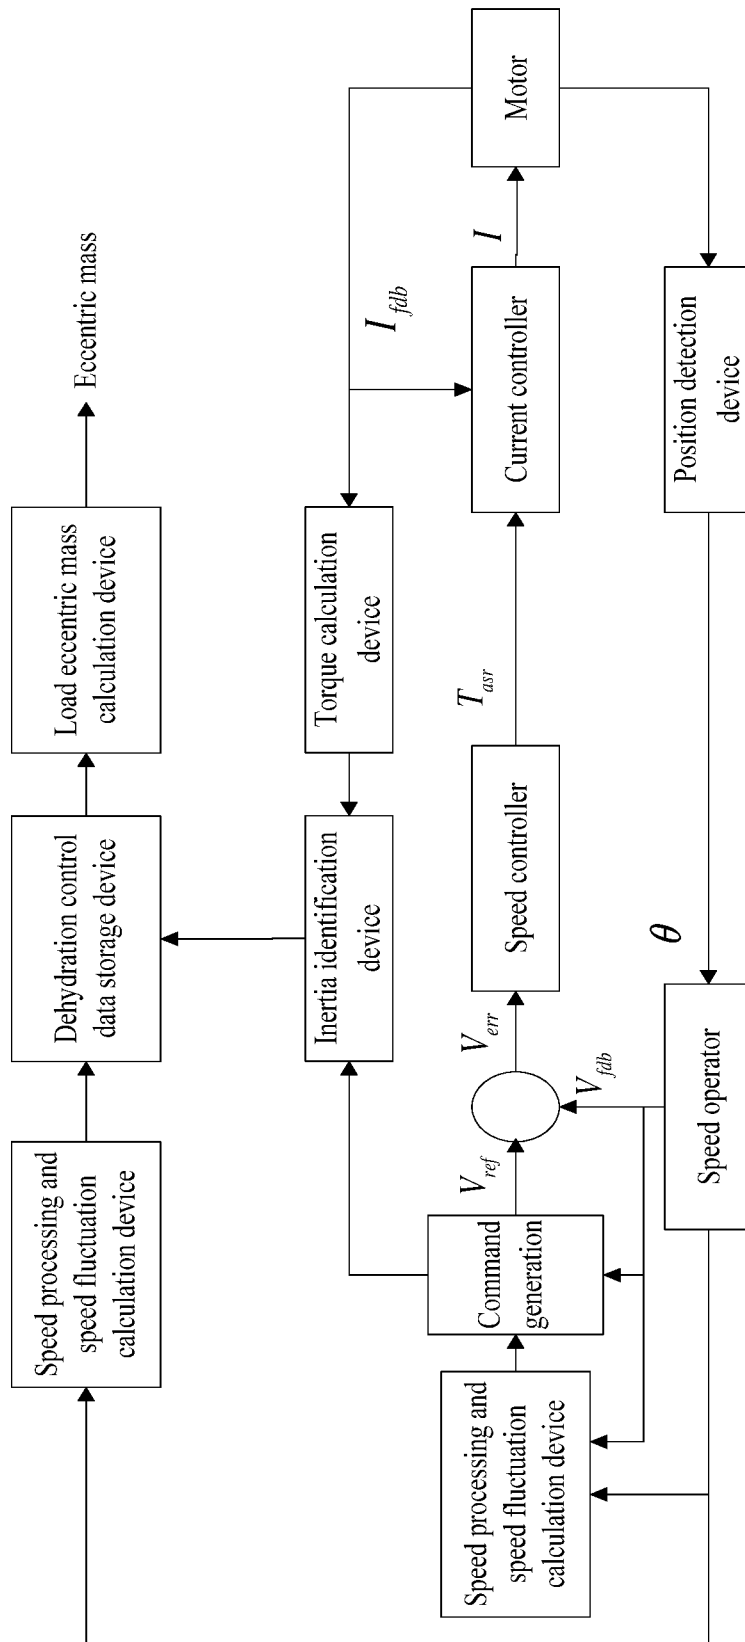 Speed processing and
speed fluctuation
calculation device
Dehydration control
data storage device
Load eccentric mass
calculation device
Eccentric mass
Inertia identification
device
Torque calculation
device
I_fdb
Speed processing and
speed fluctuation
calculation device
Command
generation
V_ref
V_err
Speed controller
T_asr
Current controller
I
Motor
V_fdb
Speed operator
θ
Position detection
device